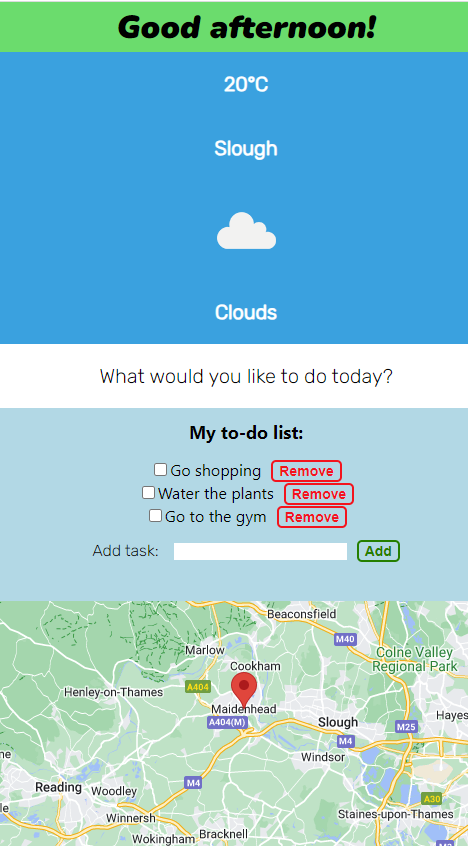 Good afternoon!
20°C
Slough
Clouds
What would you like to do today?
My to-do list:
Go shopping Remove
Water the plants Remove
Go to the gym Remove
Add task: Add
Beaconsfield
M40
Marlow
Colne Valley
Regional Park
Cookham
A404
Henley-on-Thames
Maidenhead
A404(M)
Slough
M25
Hayes
M4
Windsor
M4
Reading
Woodley
A30
Winnersh
Staines-upon-Thames
Bracknell
Wokingham